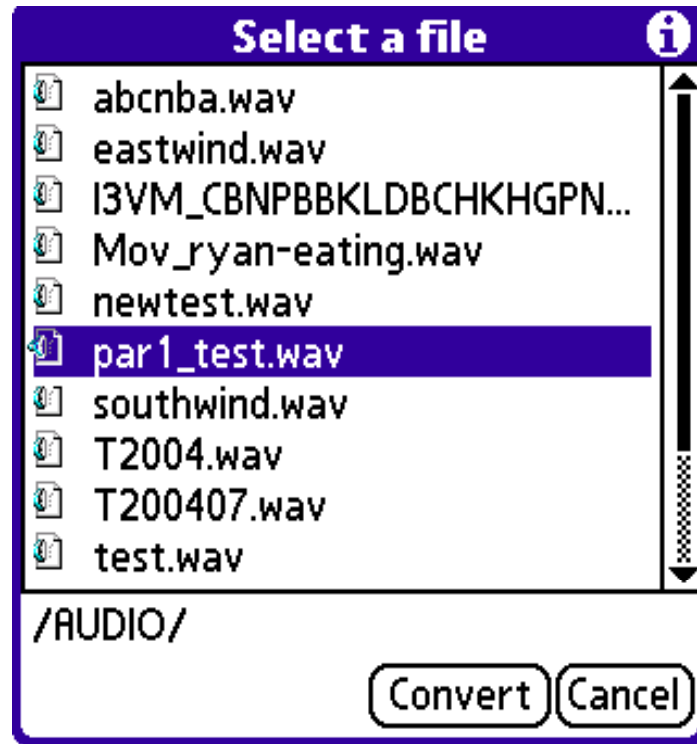 Select a file
abcnba.wav
eastwind.wav
I3VM_CBNPBBKLDBCHKHGPN...
Mov_ryan-eating.wav
newtest.wav
par1_test.wav
southwind.wav
T2004.wav
T200407.wav
test.wav
/AUDIO/
Convert Cancel